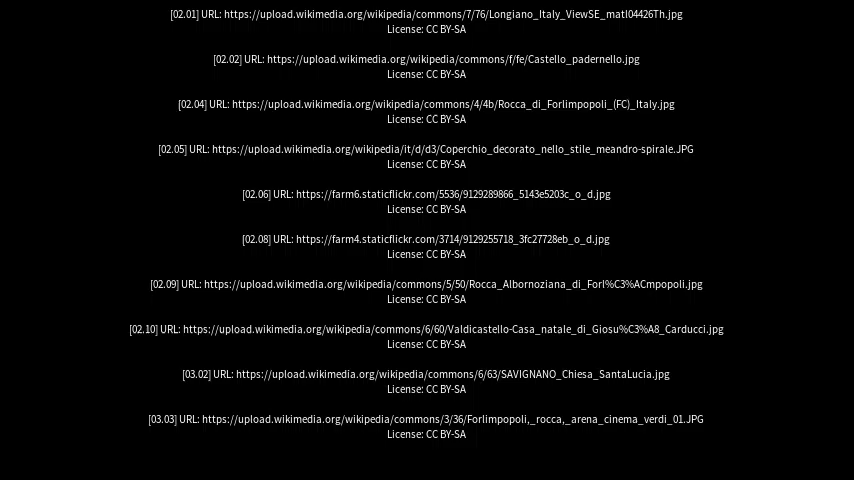 [02.01] URL: https://upload.wikimedia.org/wikipedia/commons/7/76/Longiano_Italy_ViewSE_matl04426Th.jpg
License: CC BY-SA
[02.02] URL: https://upload.wikimedia.org/wikipedia/commons/f/fe/Castello_padernello.jpg
License: CC BY-SA
[02.04] URL: https://upload.wikimedia.org/wikipedia/commons/4/4b/Rocca_di_Forlimpopoli_(FC)_Italy.jpg
License: CC BY-SA
[02.05] URL: https://upload.wikimedia.org/wikipedia/it/d/d3/Coperchio_decorato_nello_stile_meandro-spirale.JPG
License: CC BY-SA
[02.06] URL: https://farm6.staticflickr.com/5536/9129289866_5143e5203c_o_d.jpg
License: CC BY-SA
[02.08] URL: https://farm4.staticflickr.com/3714/9129255718_3fc27728eb_o_d.jpg
License: CC BY-SA
[02.09] URL: https://upload.wikimedia.org/wikipedia/commons/5/50/Rocca_Albornoziana_di_Forl%C3%ACmpopoli.jpg
License: CC BY-SA
[02.10] URL: https://upload.wikimedia.org/wikipedia/commons/6/60/Valdicastello-Casa_natale_di_Giosu%C3%A8_Carducci.jpg
License: CC BY-SA
[03.02] URL: https://upload.wikimedia.org/wikipedia/commons/6/63/SAVIGNANO_Chiesa_SantaLucia.jpg
License: CC BY-SA
[03.03] URL: https://upload.wikimedia.org/wikipedia/commons/3/36/Forlimpopoli,_rocca,_arena_cinema_verdi_01.JPG
License: CC BY-SA